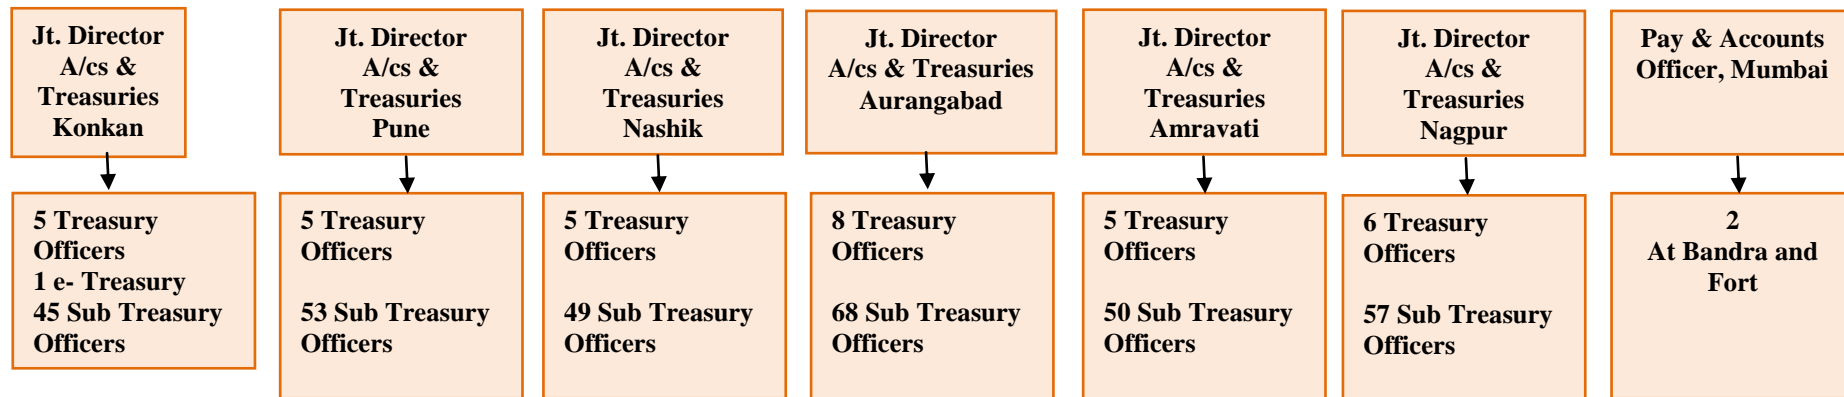 Jt. Director
A/cs &
Treasuries
Konkan
Jt. Director
A/cs &
Treasuries
Pune
Jt. Director
A/cs &
Treasuries
Nashik
Jt. Director
A/cs & Treasuries
Aurangabad
Jt. Director
A/cs &
Treasuries
Amravati
Jt. Director
A/cs &
Treasuries
Nagpur
Pay & Accounts
Officer, Mumbai
5 Treasury
Officers
1 e- Treasury
45 Sub Treasury
Officers
5 Treasury
Officers
53 Sub Treasury
Officers
5 Treasury
Officers
49 Sub Treasury
Officers
8 Treasury
Officers
68 Sub Treasury
Officers
5 Treasury
Officers
50 Sub Treasury
Officers
6 Treasury
Officers
57 Sub Treasury
Officers
2
At Bandra and
Fort